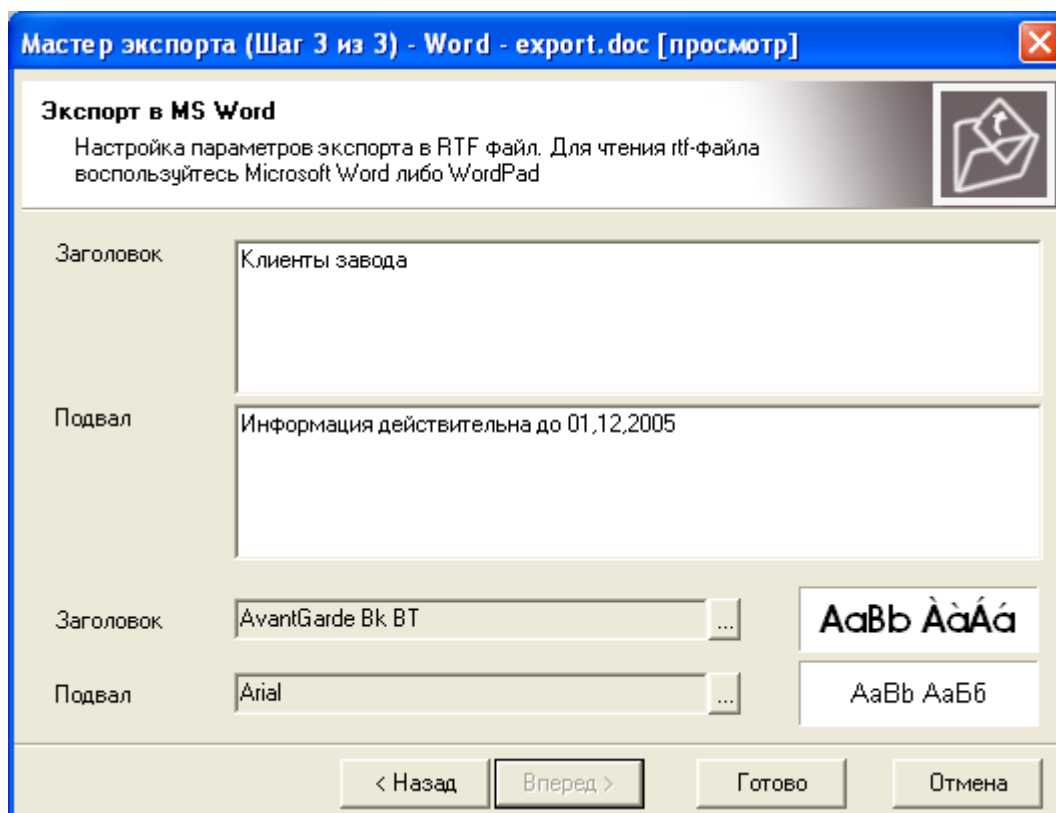 Мастер экспорта (Шаг 3 из 3) - Word - export.doc [просмотр]
Экспорт в MS Word
Настройка параметров экспорта в RTF файл. Для чтения rtf-файла
воспользуйтесь Microsoft Word либо WordPad
Заголовок
Клиенты завода
Подвал
Информация действительна до 01,12,2005
Заголовок
AvantGarde Bk BT
...
AaBb ÀàÁá
Подвал
Arial
...
AaBb АаБб
< Назад
Вперед >
Готово
Отмена